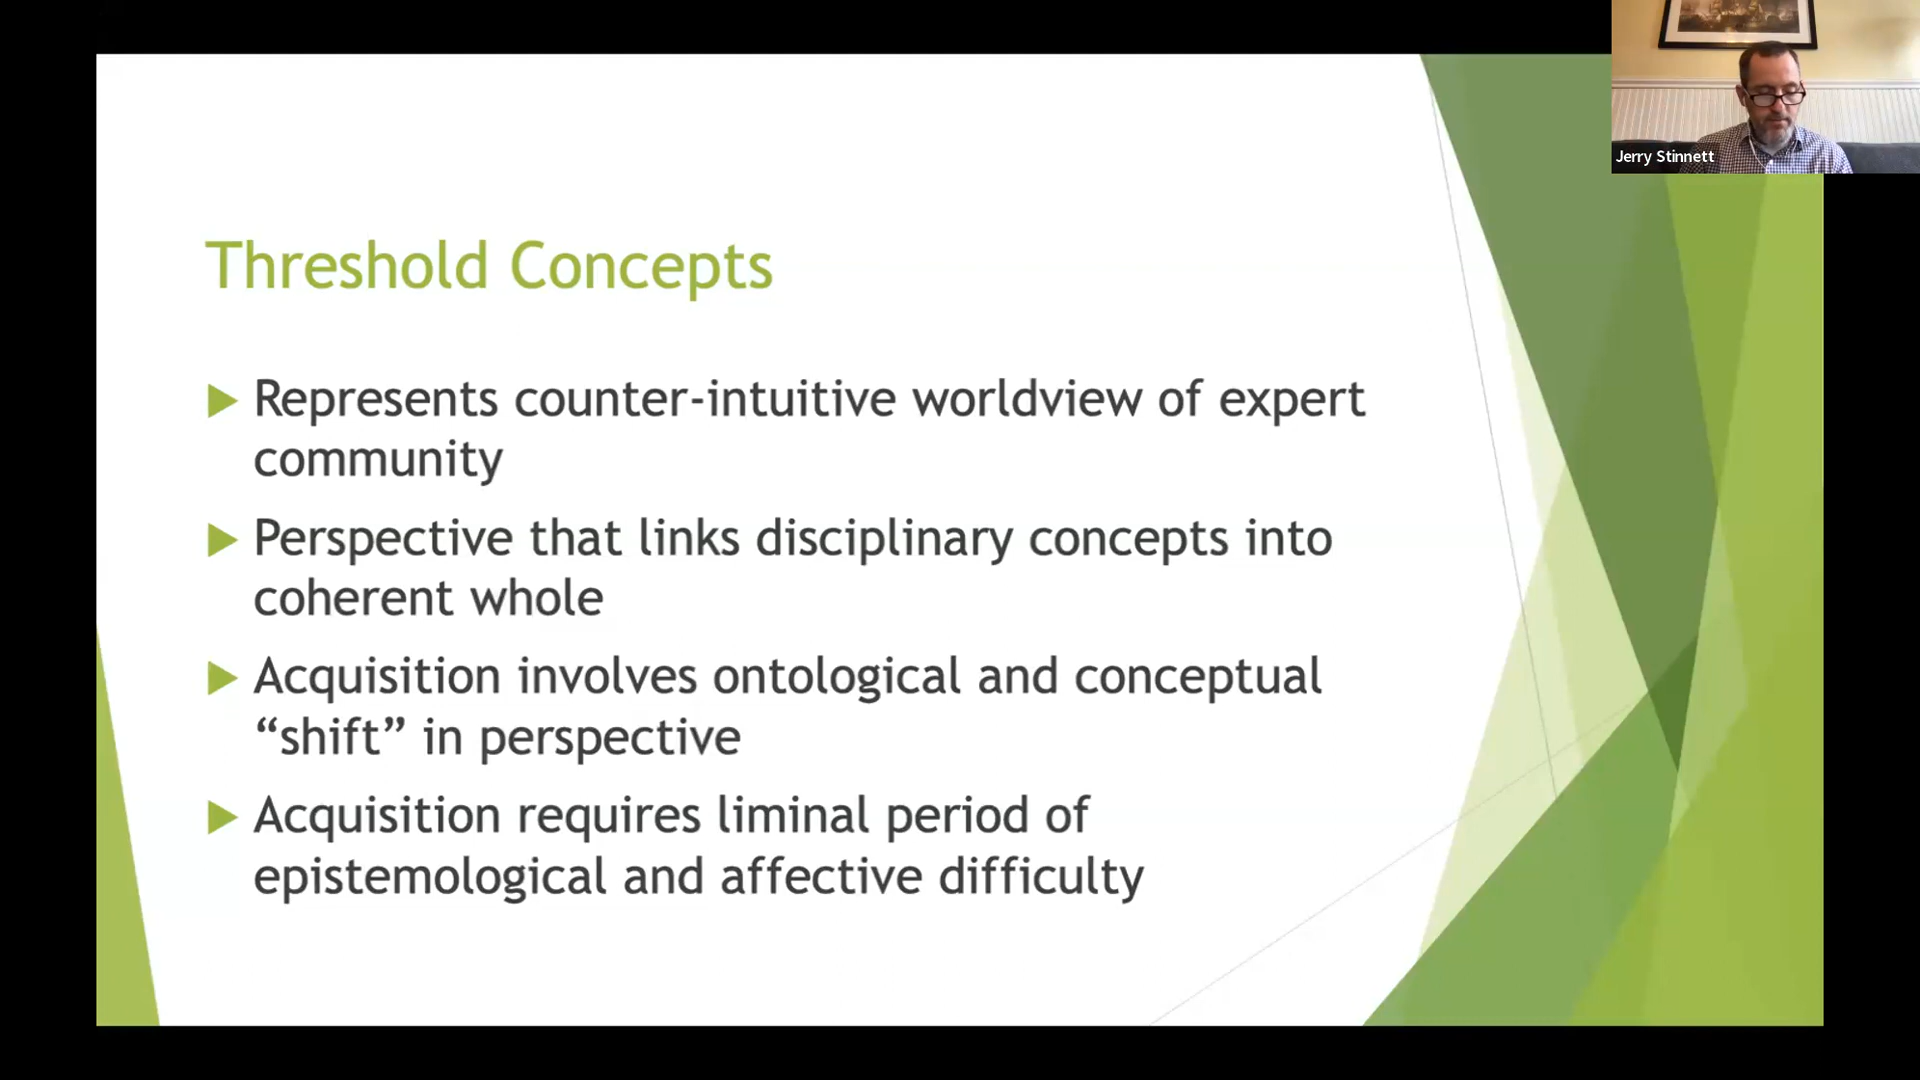 Jerry Stinnett
Threshold Concepts
Represents counter-intuitive worldview of expert
community
Perspective that links disciplinary concepts into
coherent whole
Acquisition involves ontological and conceptual
“shift” in perspective
Acquisition requires liminal period of
epistemological and affective difficulty